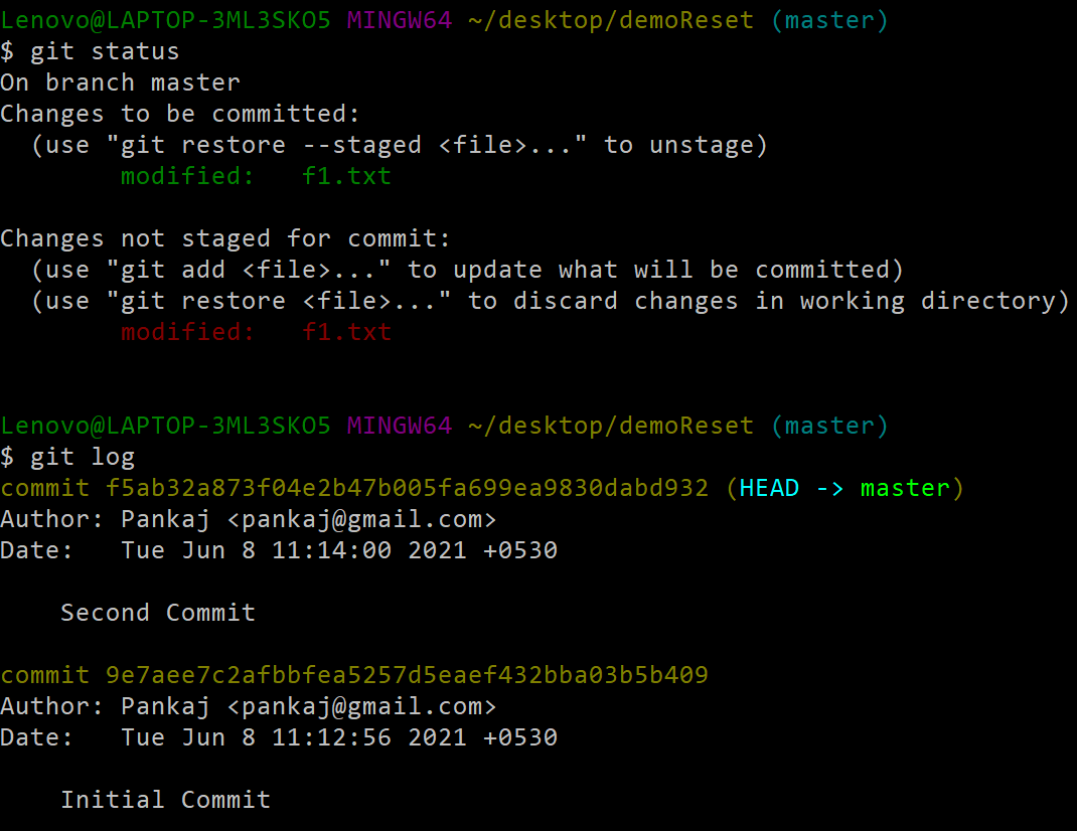 Lenovo@LAPTOP-3ML3SKO5 MINGW64 ~/desktop/demoReset (master)
$ git status
On branch master
Changes to be committed:
  (use "git restore --staged <file>..." to unstage)
        modified:   f1.txt

Changes not staged for commit:
  (use "git add <file>..." to update what will be committed)
  (use "git restore <file>..." to discard changes in working directory)
        modified:   f1.txt

Lenovo@LAPTOP-3ML3SKO5 MINGW64 ~/desktop/demoReset (master)
$ git log
commit f5ab32a873f04e2b47b005fa699ea9830dabd932 (HEAD -> master)
Author: Pankaj <pankaj@gmail.com>
Date:   Tue Jun 8 11:14:00 2021 +0530

    Second Commit

commit 9e7aee7c2afbbfea5257d5eaef432bba03b5b409
Author: Pankaj <pankaj@gmail.com>
Date:   Tue Jun 8 11:12:56 2021 +0530

    Initial Commit